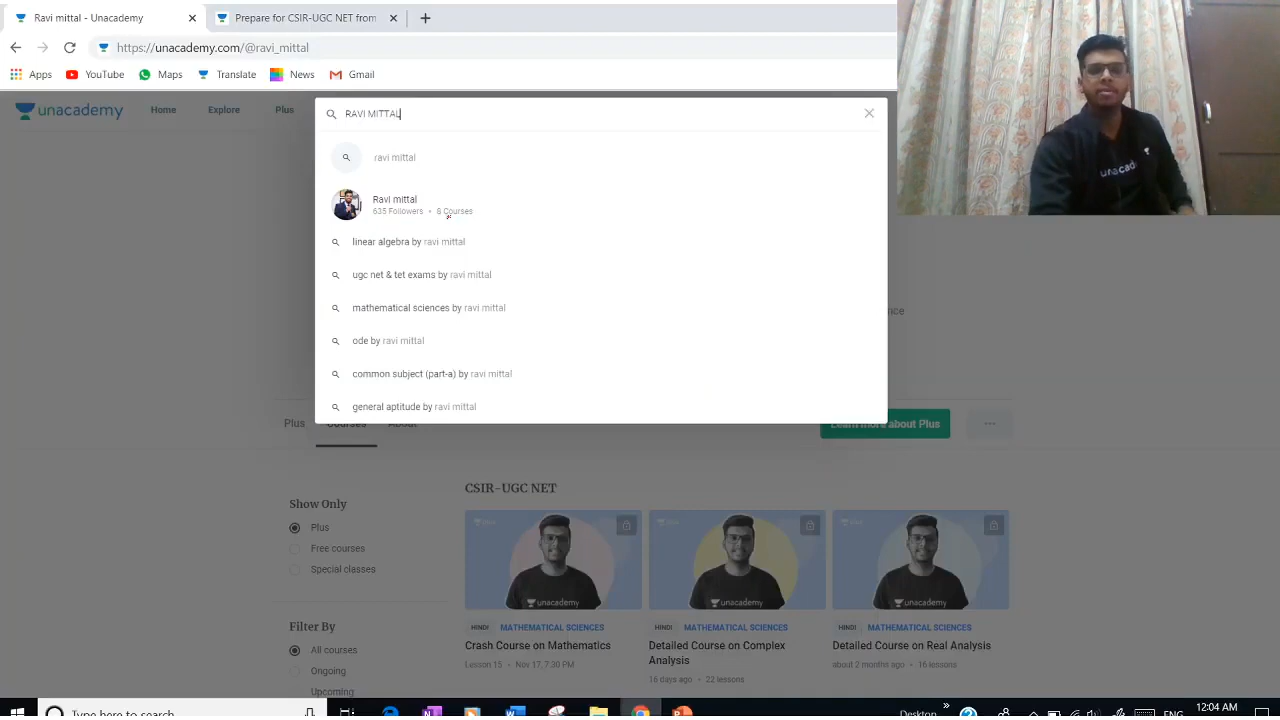 Ravi mittal - Unacademy
Prepare for CSIR-UGC NET from
https://unacademy.com/@ravi_mittal
Apps
YouTube
Maps
Translate
News
Gmail
unacademy
Home
Explore
Plus
RAVI MITTAL
ravi mittal
Ravi mittal
635 Followers • 8 Courses
linear algebra by ravi mittal
ugc net & tet exams by ravi mittal
mathematical sciences by ravi mittal
ode by ravi mittal
common subject (part-a) by ravi mittal
general aptitude by ravi mittal
nce
Plus
Courses
About
Learn more about Plus
CSIR-UGC NET
Show Only
Plus
Free courses
Special classes
Filter By
All courses
Ongoing
Upcoming
unacademy
HINDI MATHEMATICAL SCIENCES
Crash Course on Mathematics
Lesson 15 • Nov 17, 7:30 PM
unacademy
HINDI MATHEMATICAL SCIENCES
Detailed Course on Complex
Analysis
16 days ago • 22 lessons
unacademy
HINDI MATHEMATICAL SCIENCES
Detailed Course on Real Analysis
about 2 months ago • 16 lessons
unacad
Type here to search
12:04 AM